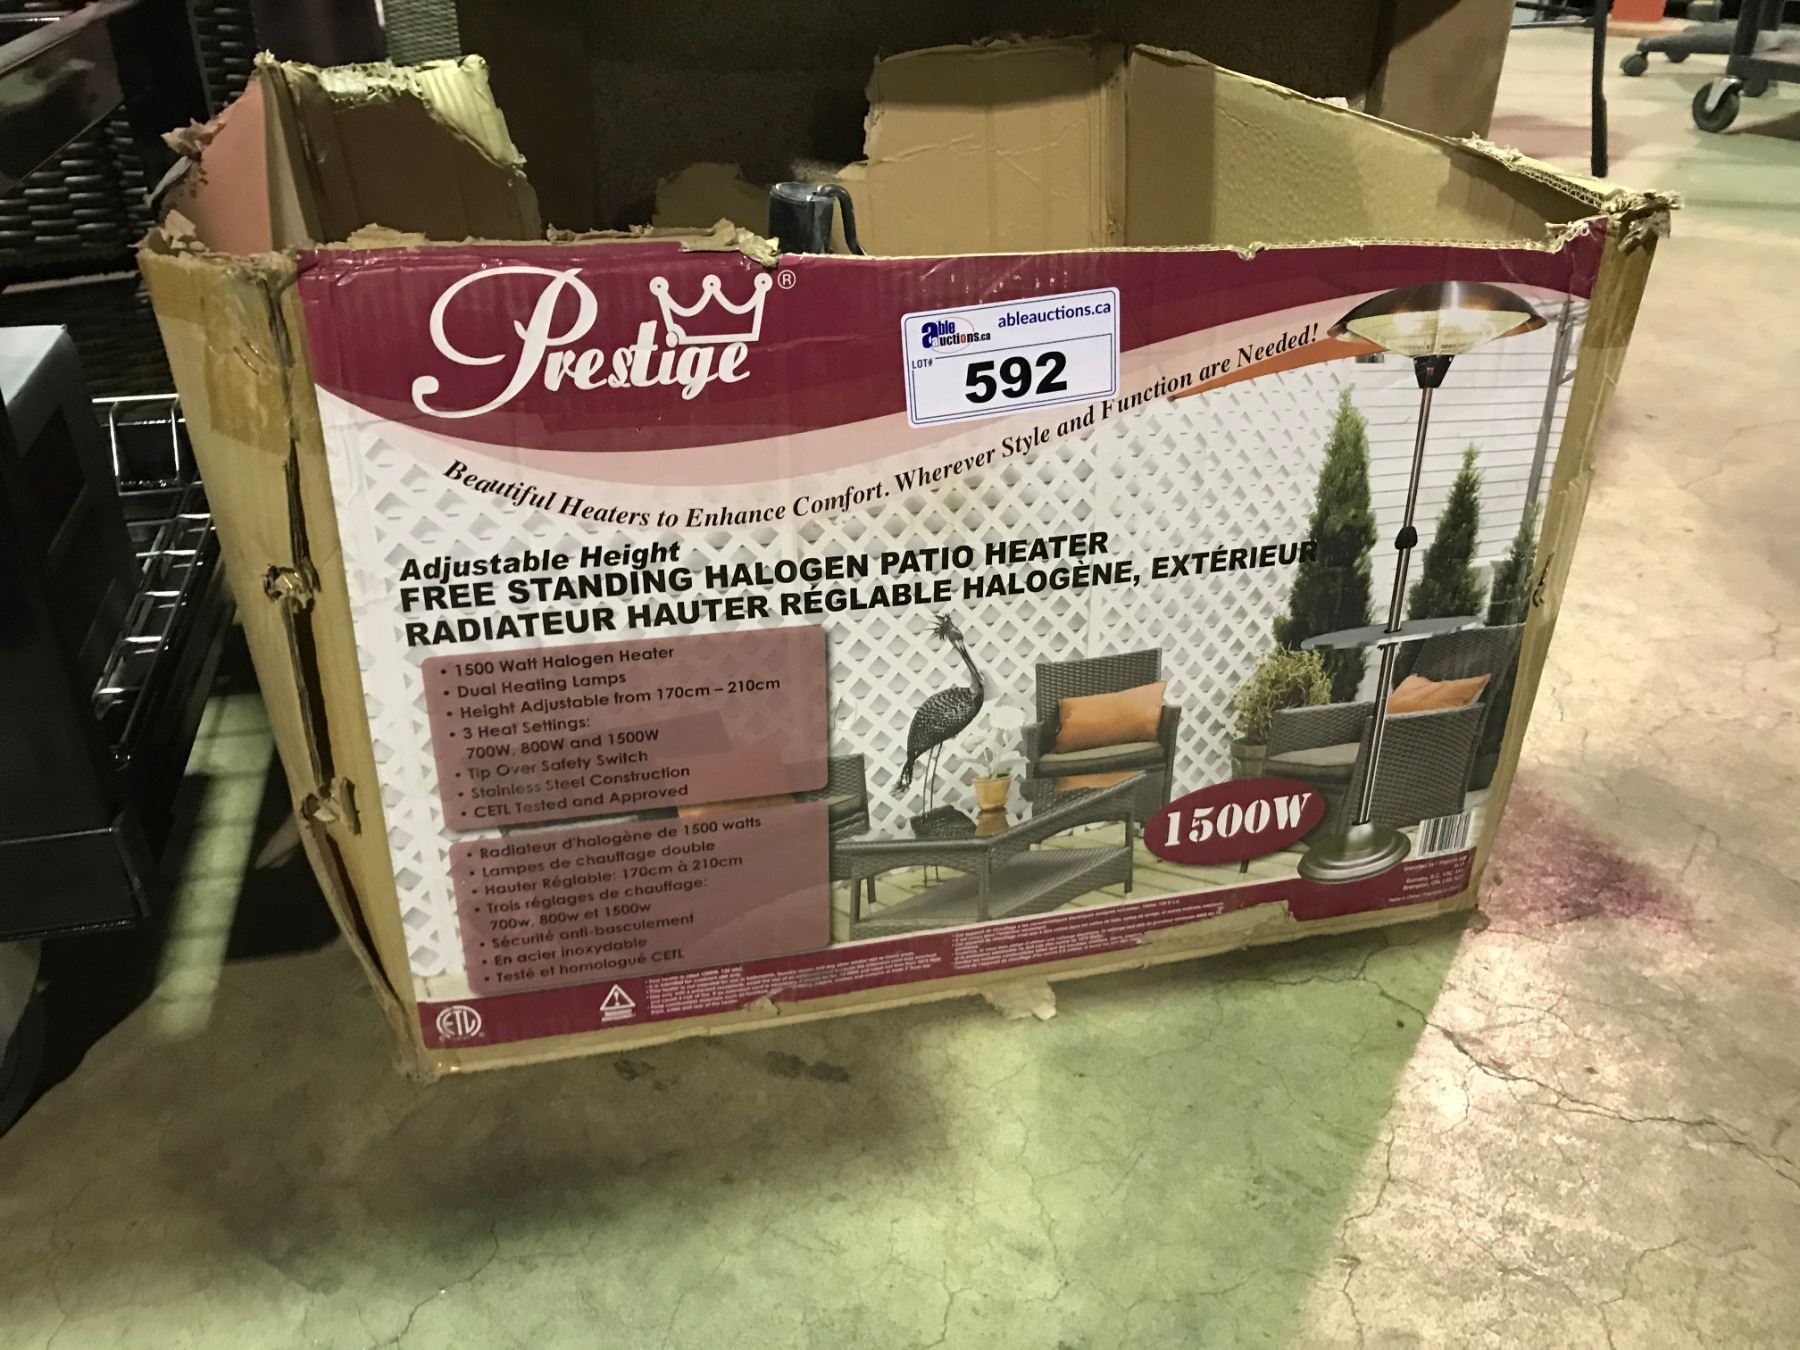 Prestige®
able auctions.ca
ableauctions.ca
LOT#
592
Beautiful Heaters to Enhance Comfort. Wherever Style and Function are Needed!
Adjustable Height
FREE STANDING HALOGEN PATIO HEATER
RADIATEUR HAUTER RÉGLABLE HALOGÈNE, EXTÉRIEUR
• 1500 Watt Halogen Heater
• Dual Heating Lamps
• Height Adjustable from 170cm – 210cm
• 3 Heat Settings:
700W, 800W and 1500W
• Tip Over Safety Switch
• Stainless Steel Construction
• CETL Tested and Approved
• Radiateur d'halogène de 1500 watts
• Lampes de chauffage double
• Hauter Réglable: 170cm à 210cm
• Trois réglages de chauffage:
700w, 800w et 1500w
• Sécurité anti-basculement
• En acier inoxydable
• Testé et homologué CETL
1500W
ETL